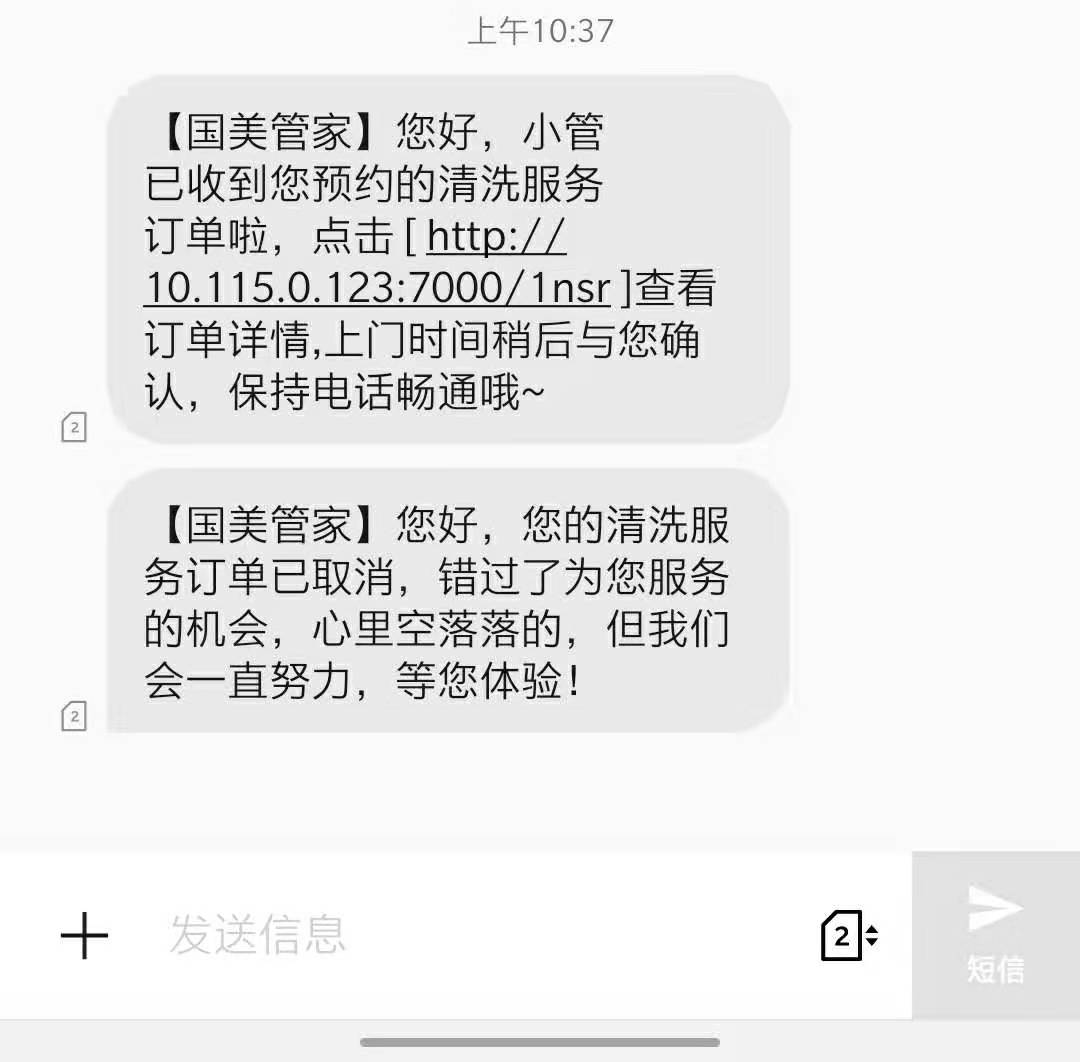 上午10:37
【国美管家】您好，小管
已收到您预约的清洗服务
订单啦，点击[ http://
10.115.0.123:7000/1nsr ]查看
订单详情,上门时间稍后与您确
认，保持电话畅通哦~
2
【国美管家】您好，您的清洗服
务订单已取消，错过了为您服务
的机会，心里空落落的，但我们
会一直努力，等您体验！
2
发送信息
2
短信